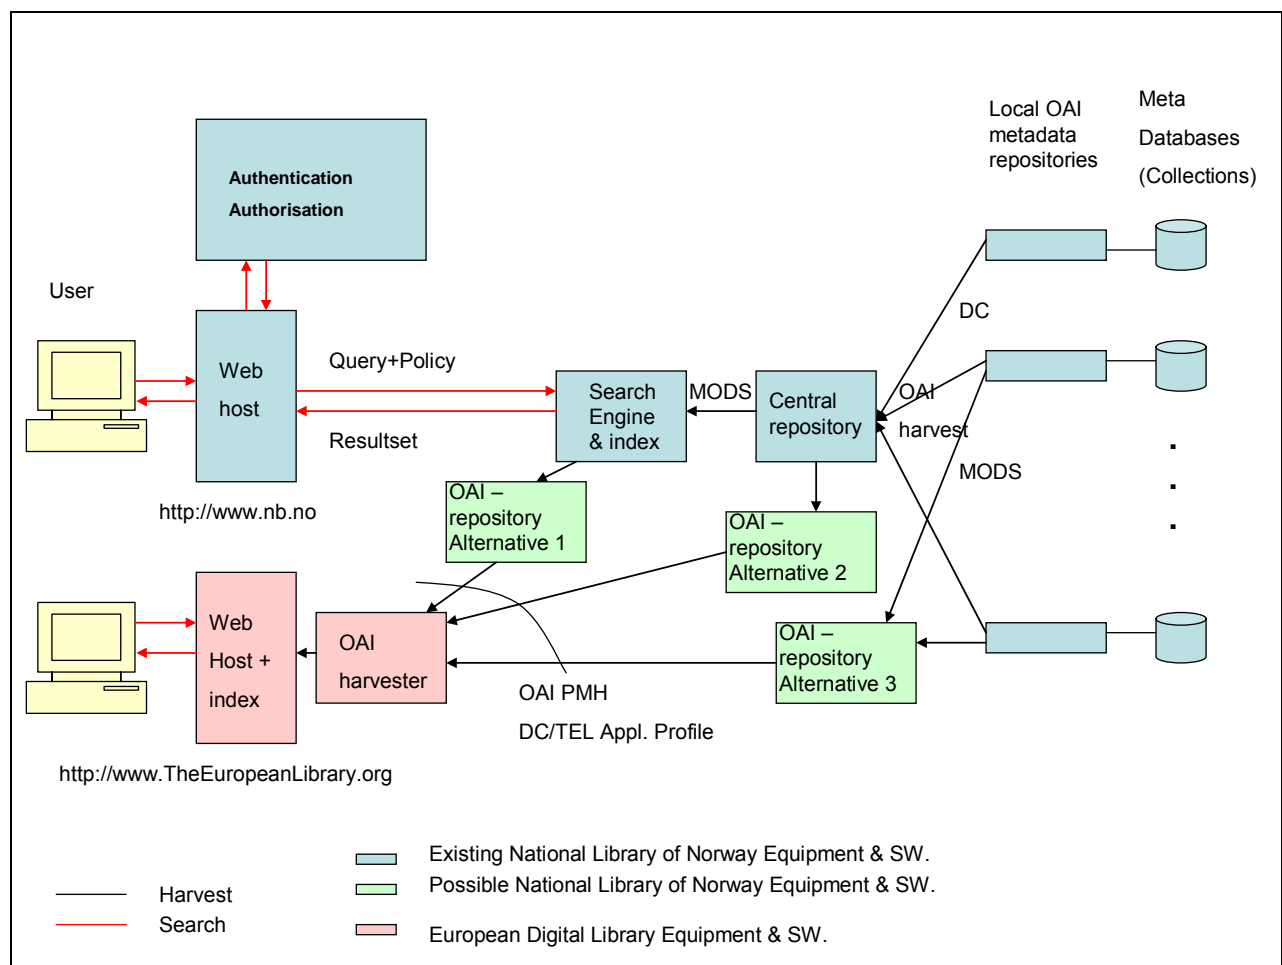 Local OAI
metadata
repositories
Meta
Databases
(Collections)
Authentication
Authorisation
User
DC
Web
host
Query+Policy
Resultset
Search
Engine
& index
MODS
Central
repository
OAI
harvest
MODS
http://www.nb.no
OAI –
repository
Alternative 1
OAI –
repository
Alternative 2
OAI –
repository
Alternative 3
Web
Host +
index
OAI
harvester
OAI PMH
DC/TEL Appl. Profile
http://www.TheEuropeanLibrary.org
Harvest
Search
Existing National Library of Norway Equipment & SW.
Possible National Library of Norway Equipment & SW.
European Digital Library Equipment & SW.